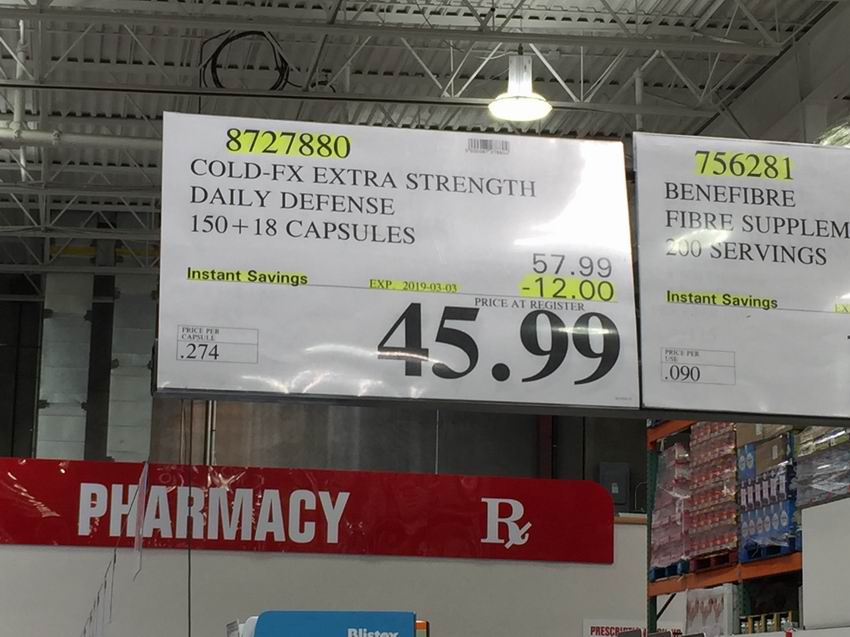 8727880
COLD-FX EXTRA STRENGTH
DAILY DEFENSE
150+18 CAPSULES
57.99
Instant Savings EXP. 2019-03-03 -12.00
PRICE AT REGISTER
45.99
PRICE PER
CAPSULE
.274
756281
BENEFIBRE
FIBRE SUPPLEM
200 SERVINGS
Instant Savings EX
PRICE PER
USE
.090
PHARMACY Rx
Blistex